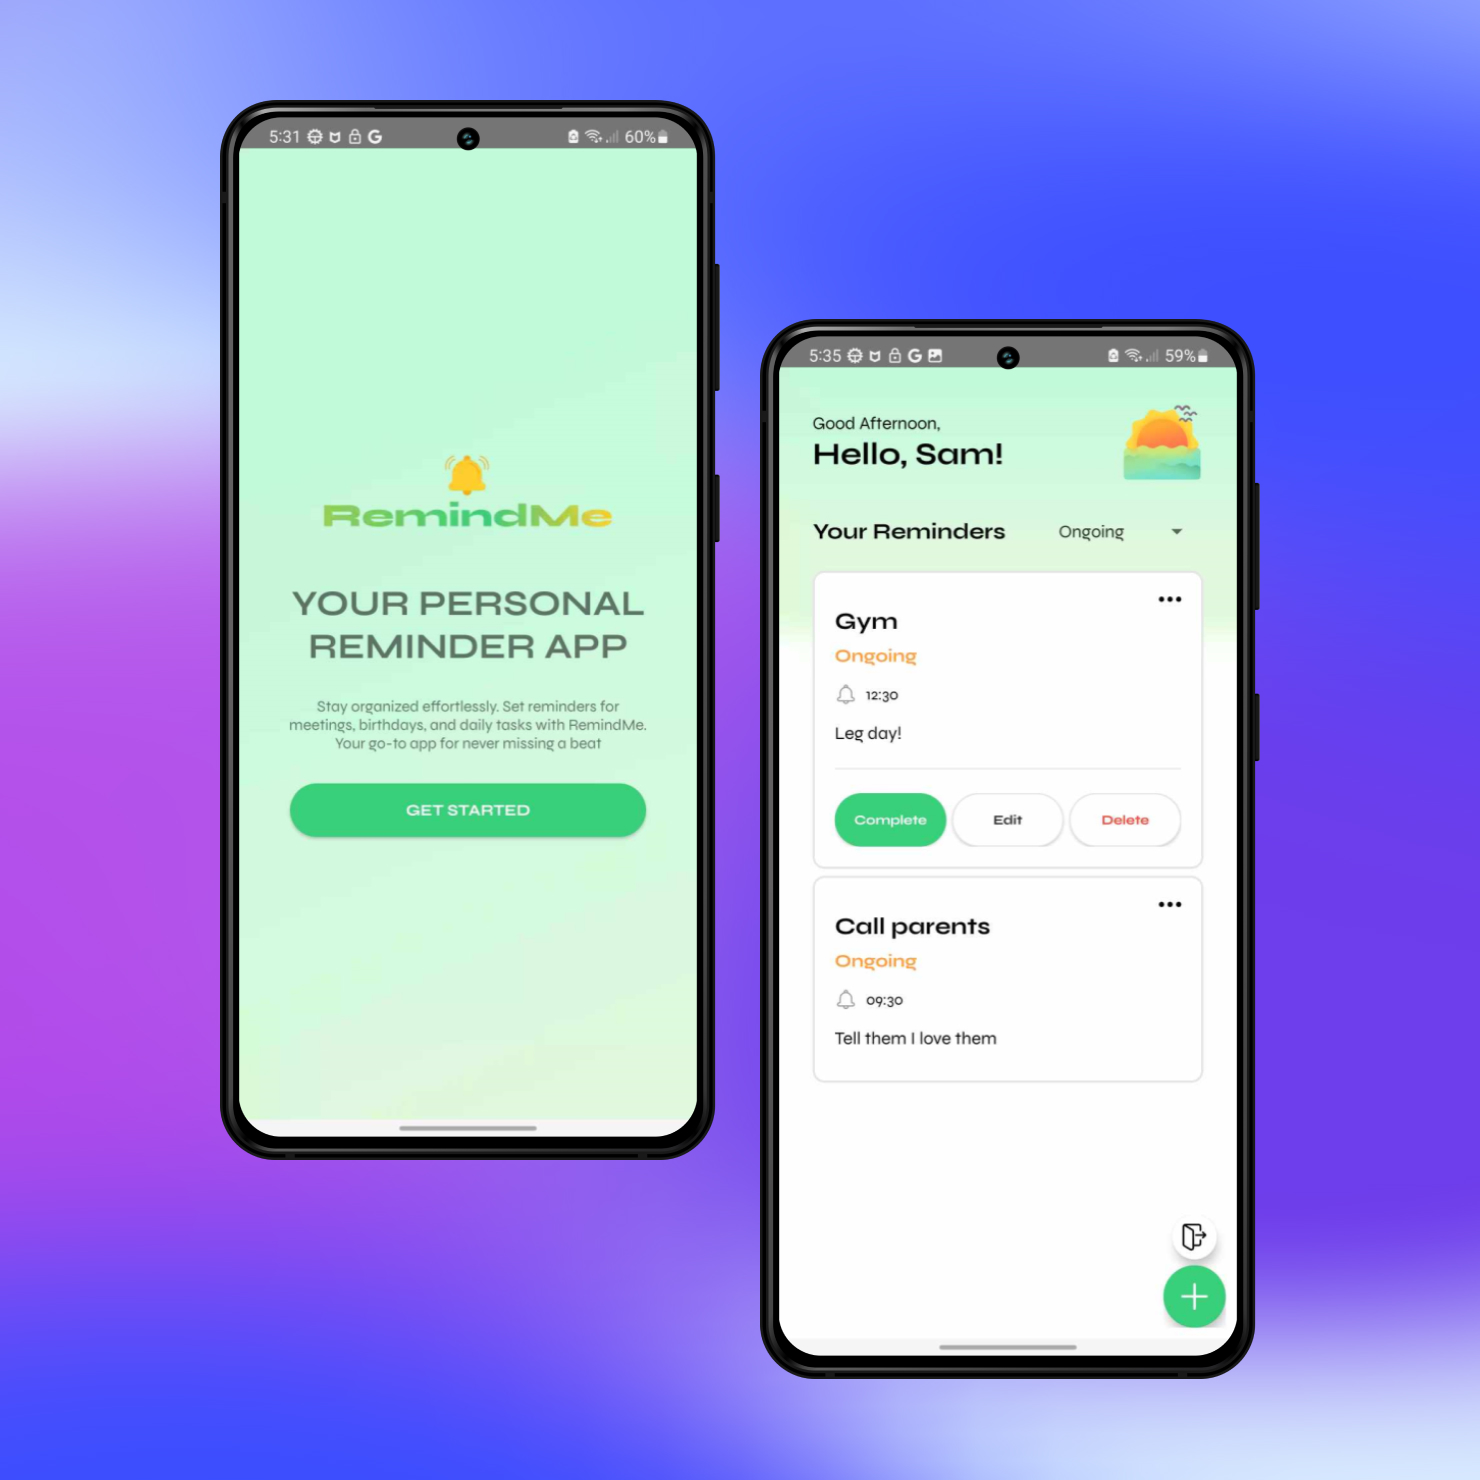 5:31 G 60%
RemindMe
YOUR PERSONAL
REMINDER APP
Stay organized effortlessly. Set reminders for
meetings, birthdays, and daily tasks with RemindMe.
Your go-to app for never missing a beat
GET STARTED
5:35 G 59%
Good Afternoon,
Hello, Sam!
Your Reminders Ongoing
Gym
Ongoing
12:30
Leg day!
Complete Edit Delete
Call parents
Ongoing
09:30
Tell them I love them